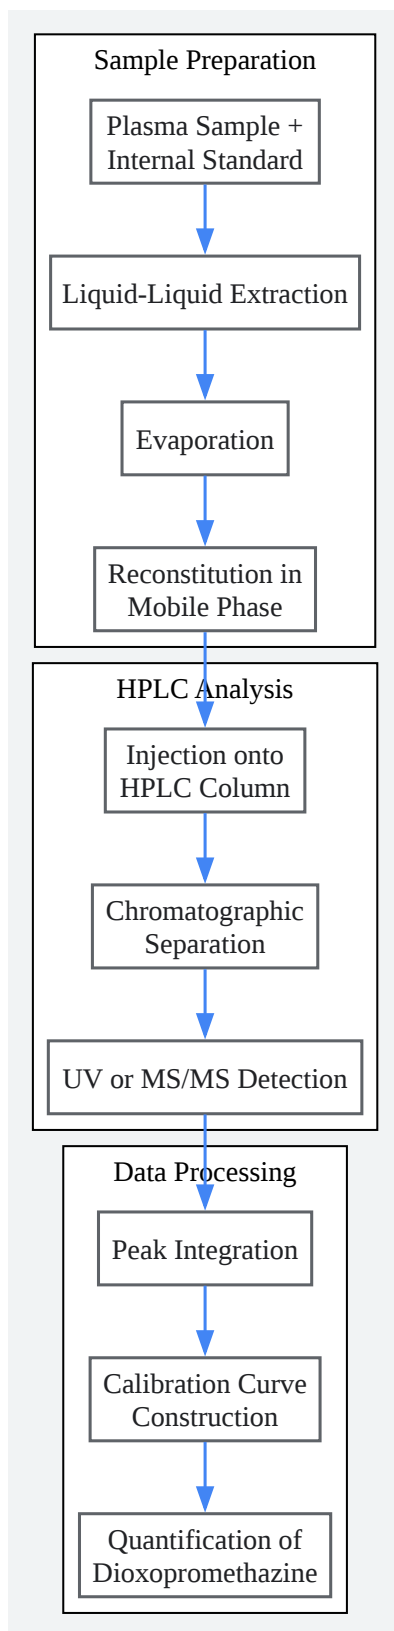 Sample Preparation
Plasma Sample +
Internal Standard
Liquid-Liquid Extraction
Evaporation
Reconstitution in
Mobile Phase
HPLC Analysis
Injection onto
HPLC Column
Chromatographic
Separation
UV or MS/MS Detection
Data Processing
Peak Integration
Calibration Curve
Construction
Quantification of
Dioxopromethazine